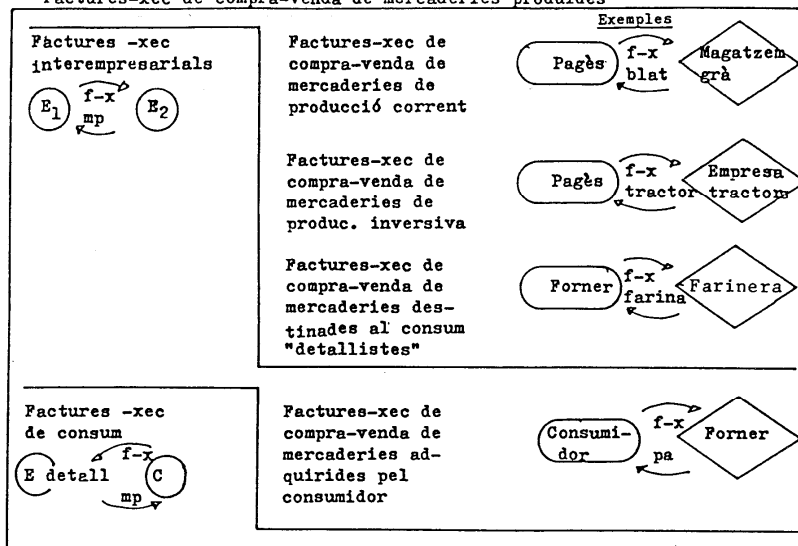 Factures-xec de compra-venda de mercaderies produïdes
Exemples
Factures -xec
interempresarials
E1
f-x
mp
E2
Factures-xec de
compra-venda de
mercaderies de
producció corrent
Pagès
f-x
blat
Magatzem
grà
Factures-xec de
compra-venda de
mercaderies de
produc. inversiva
Pagès
f-x
tractor
Empresa
tractors
Factures-xec de
compra-venda de
mercaderies des-
tinades al consum
"detallistes"
Forner
f-x
farina
Farinera
Factures -xec
de consum
f-x
E detall
C
mp
Factures-xec de
compra-venda de
mercaderies ad-
quirides pel
consumidor
Consumi-
dor
f-x
pa
Forner